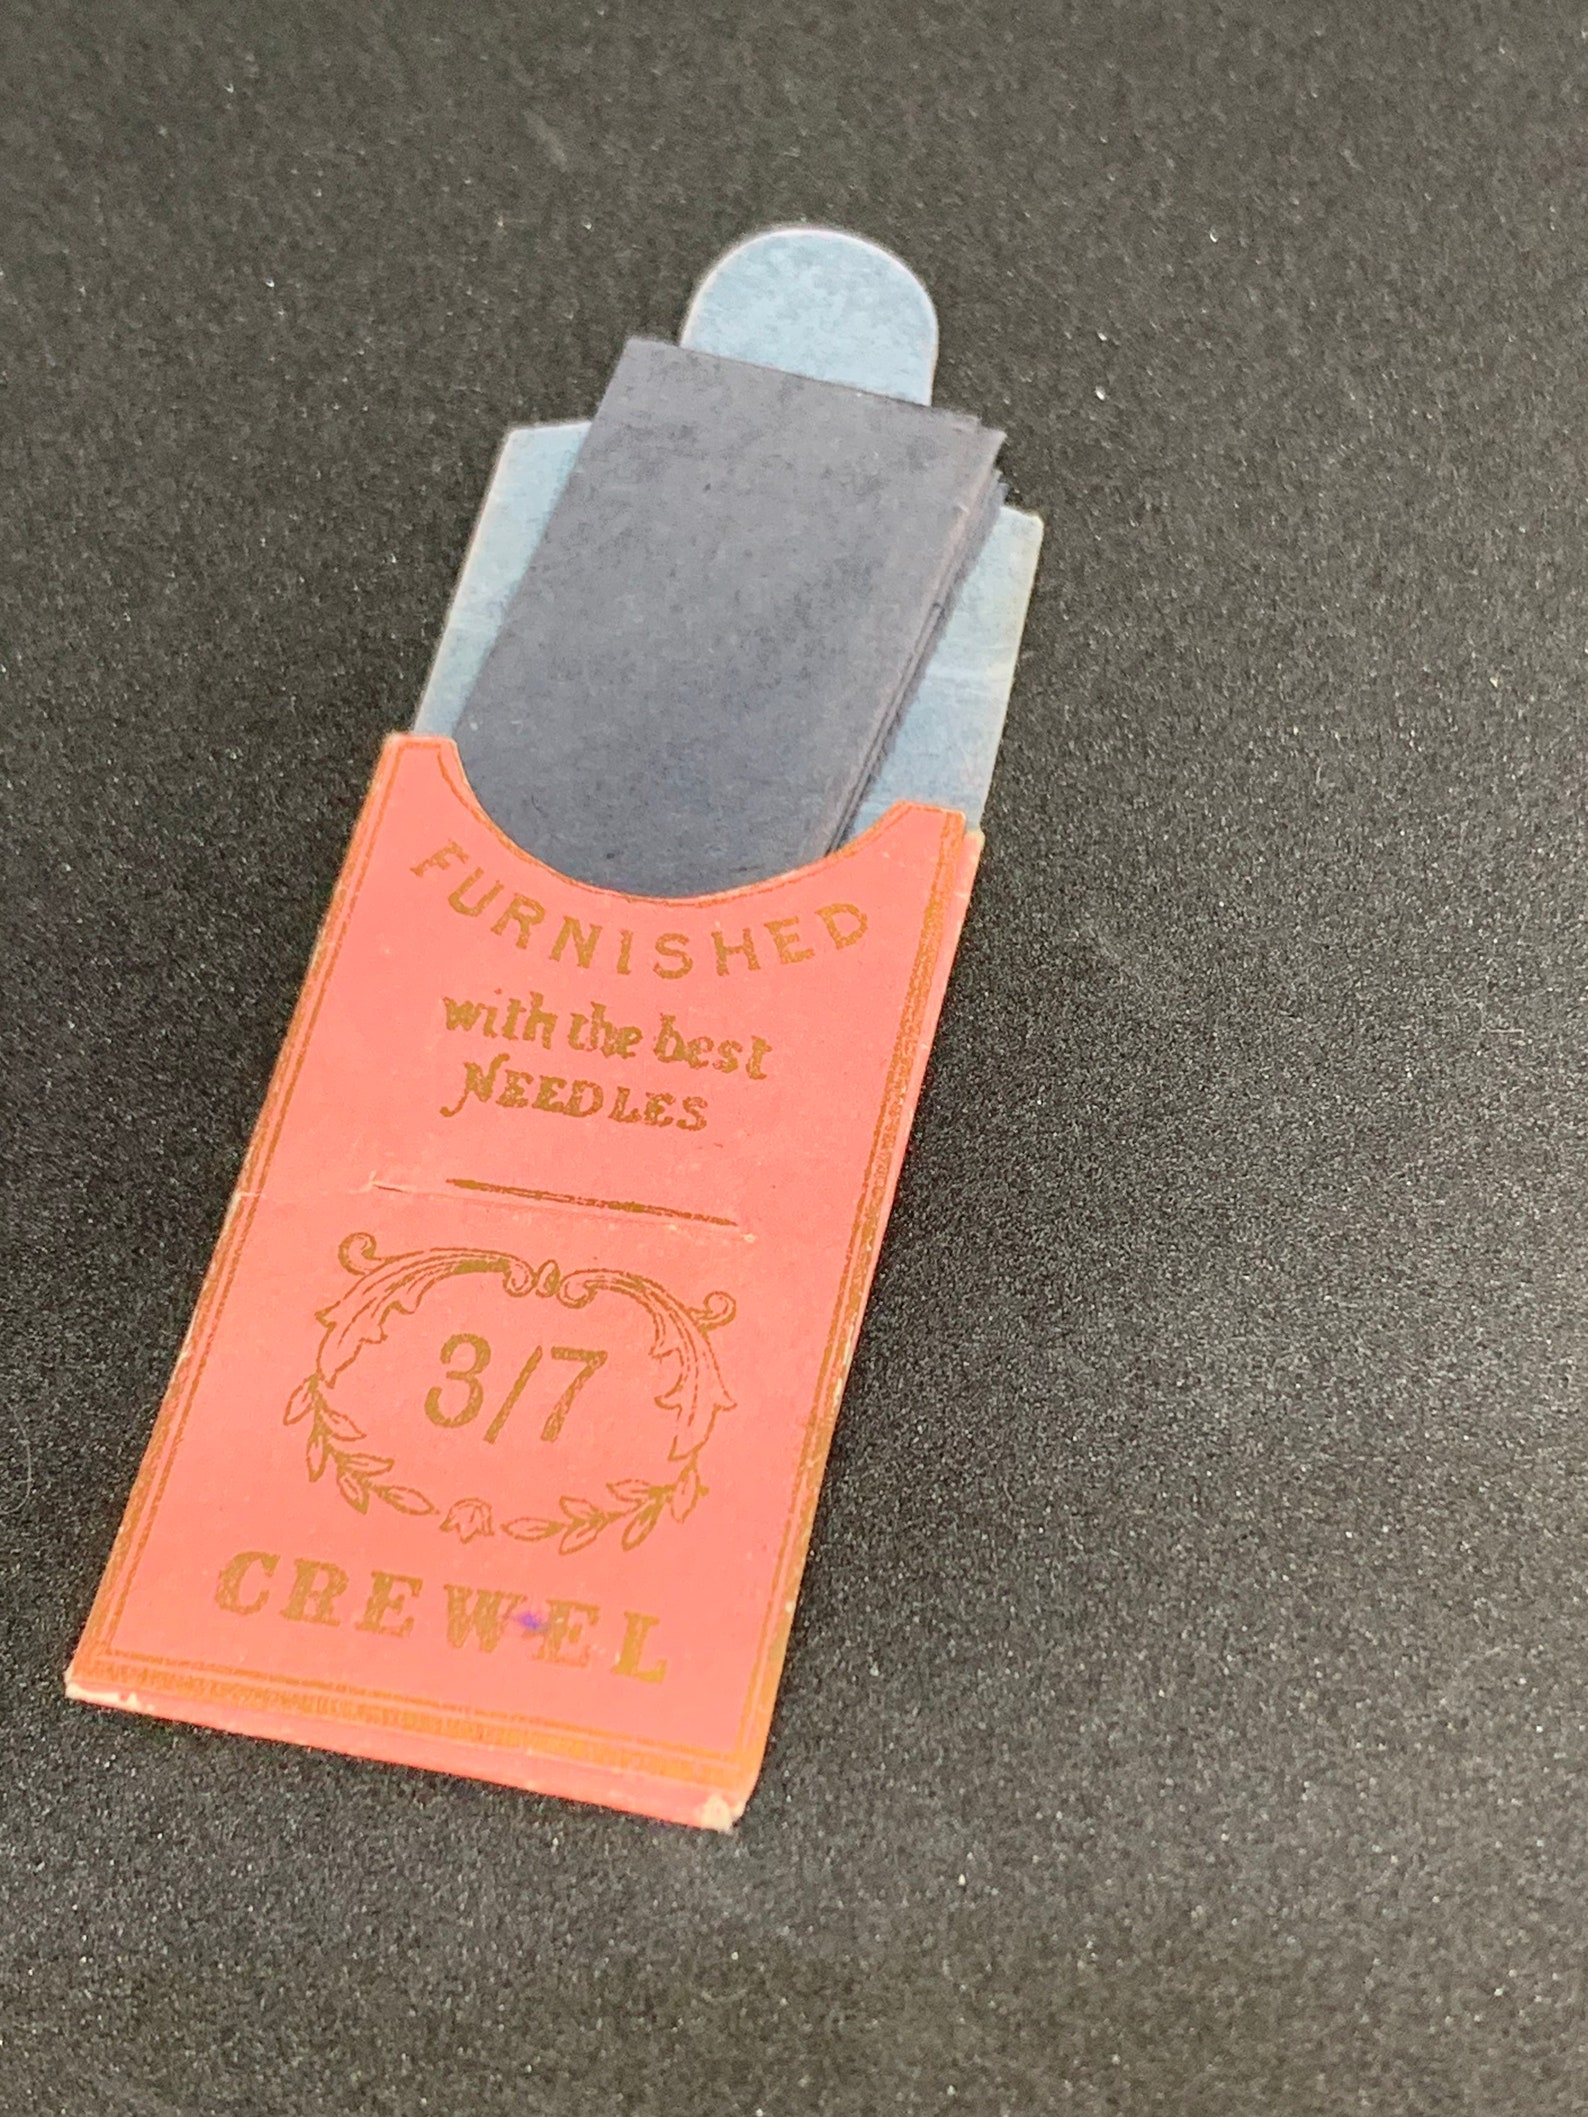 FURNISHED
with the best
NEEDLES
3/7
CREWEL